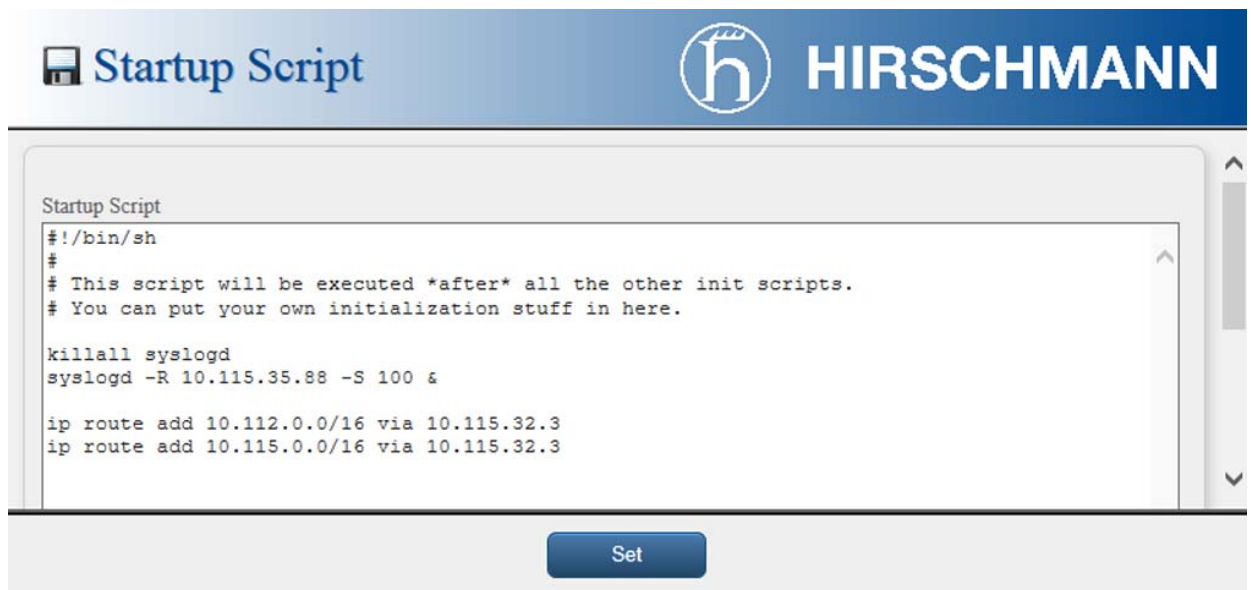 Startup Script
HIRSCHMANN
Startup Script
#!/bin/sh
#
# This script will be executed *after* all the other init scripts.
# You can put your own initialization stuff in here.
killall syslogd
syslogd -R 10.115.35.88 -S 100 &
ip route add 10.112.0.0/16 via 10.115.32.3
ip route add 10.115.0.0/16 via 10.115.32.3
Set